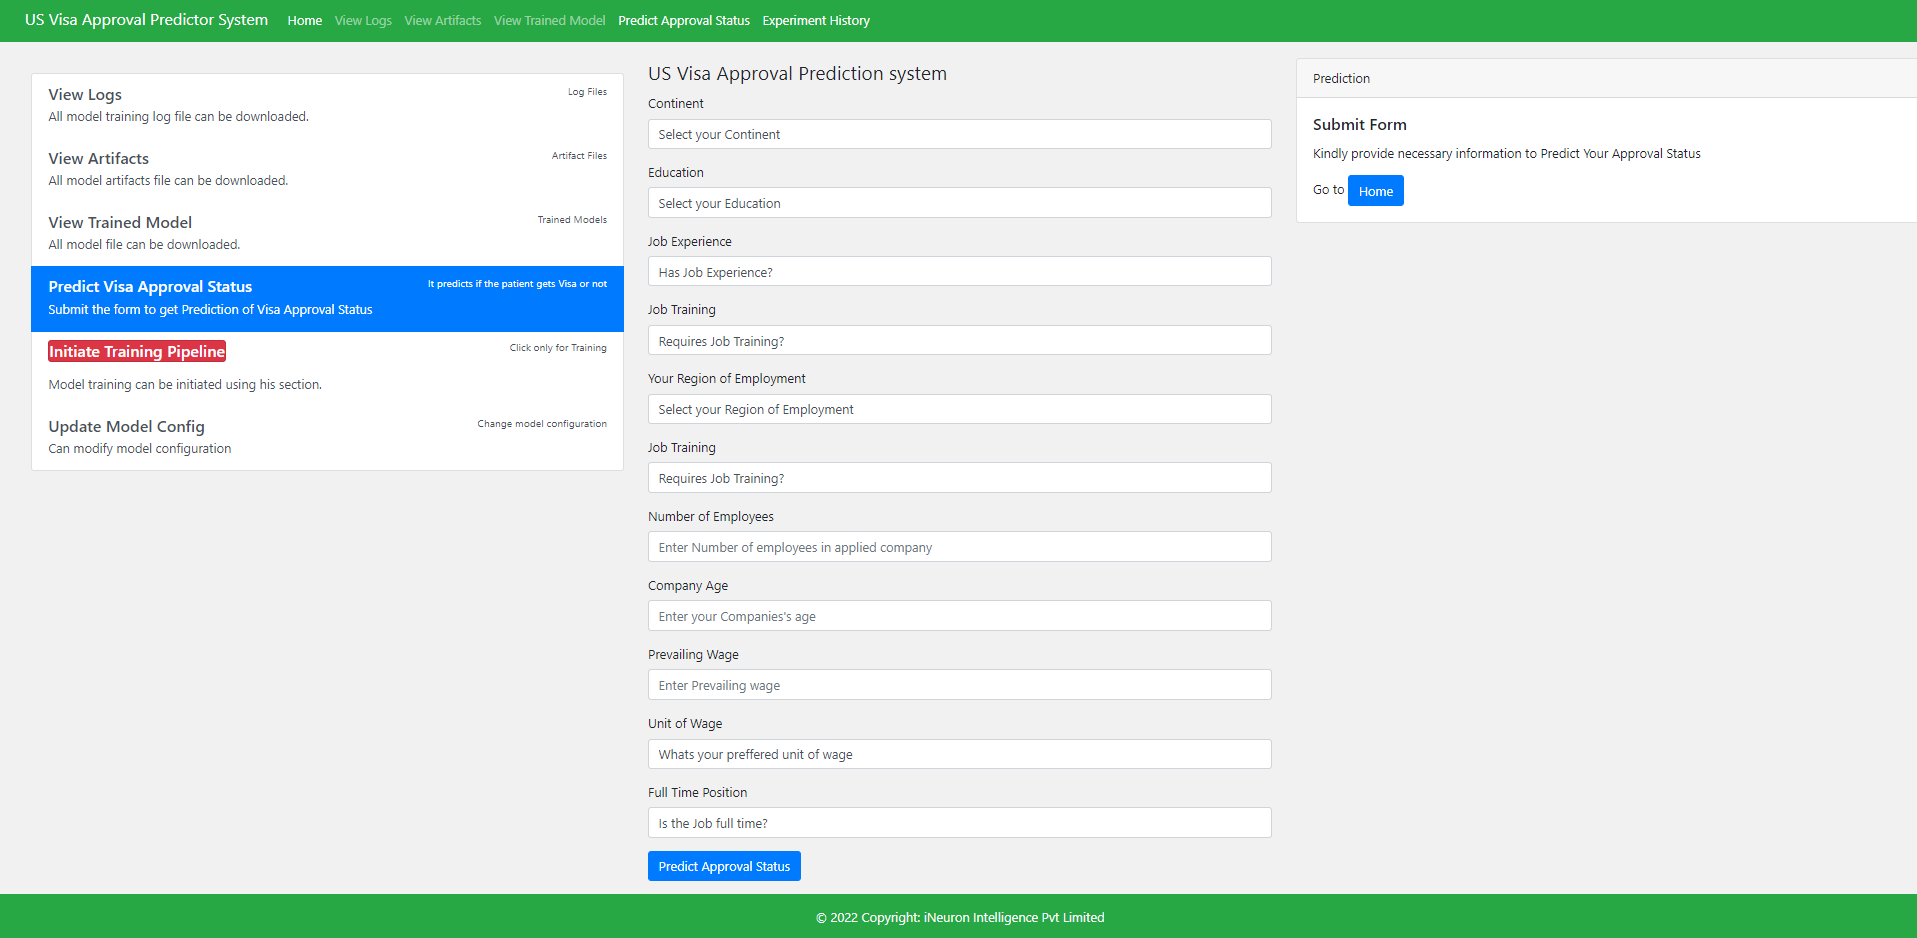 US Visa Approval Predictor System Home View Logs View Artifacts View Trained Model Predict Approval Status Experiment History
View Logs Log Files
All model training log file can be downloaded.
View Artifacts Artifact Files
All model artifacts file can be downloaded.
View Trained Model Trained Models
All model file can be downloaded.
Predict Visa Approval Status It predicts if the patient gets Visa or not
Submit the form to get Prediction of Visa Approval Status
Initiate Training Pipeline Click only for Training
Model training can be initiated using his section.
Update Model Config Change model configuration
Can modify model configuration
US Visa Approval Prediction system
Continent
Select your Continent
Education
Select your Education
Job Experience
Has Job Experience?
Job Training
Requires Job Training?
Your Region of Employment
Select your Region of Employment
Job Training
Requires Job Training?
Number of Employees
Enter Number of employees in applied company
Company Age
Enter your Companies's age
Prevailing Wage
Enter Prevailing wage
Unit of Wage
Whats your preffered unit of wage
Full Time Position
Is the Job full time?
Predict Approval Status
Prediction
Submit Form
Kindly provide necessary information to Predict Your Approval Status
Go to Home
© 2022 Copyright: iNeuron Intelligence Pvt Limited